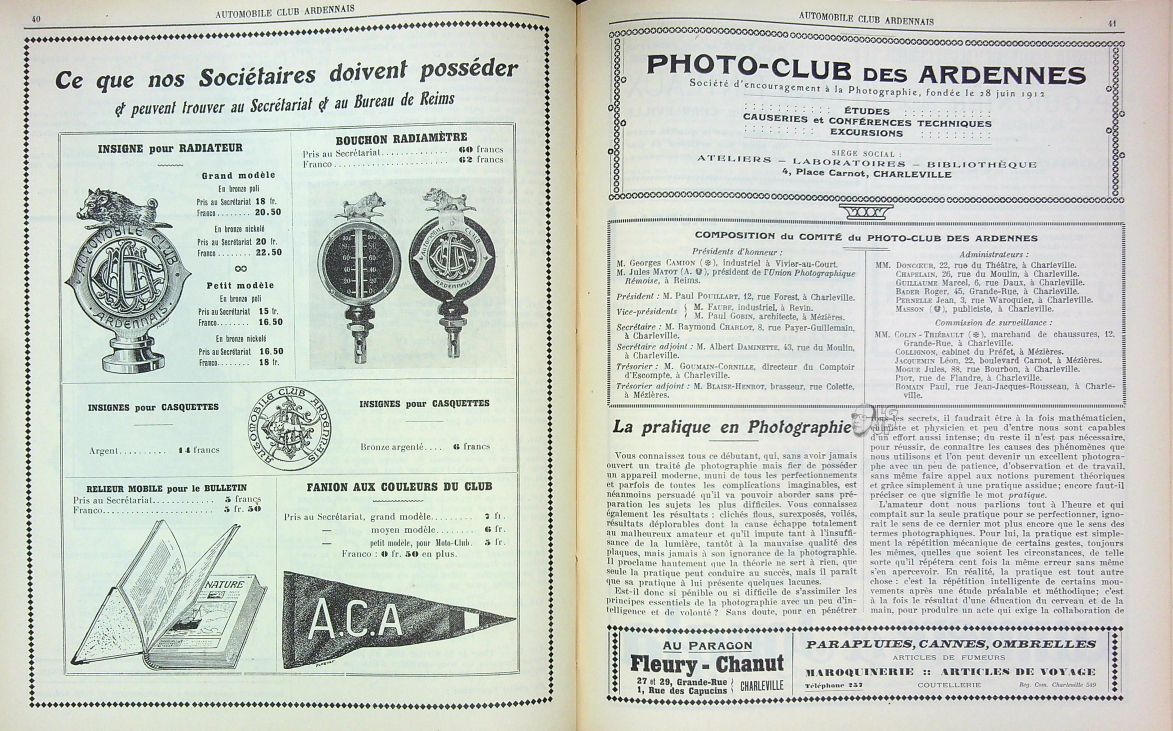 40
AUTOMOBILE CLUB ARDENNAIS
Ce que nos Sociétaires doivent posséder
& peuvent trouver au Secrétariat & au Bureau de Reims
INSIGNE pour RADIATEUR
Grand modèle
En bronze poli
Pris au Secrétariat 18 fr.
Franco........ 20.50
En bronze nickelé
Pris au Secrétariat 20 fr.
Franco........ 22.50
Petit modèle
En bronze poli
Pris au Secrétariat 15 fr.
Franco........ 16.50
En bronze nickelé
Pris au Secrétariat 16.50
Franco........ 18 fr.
AUTOMOBILE CLUB
ARDENNAIS
BOUCHON RADIAMÈTRE
Pris au Secrétariat............. 60 francs
Franco........................ 62 francs
INSIGNES pour CASQUETTES
Argent......... 14 francs
AUTOMOBILE CLUB ARDENNAIS
INSIGNES pour CASQUETTES
Bronze argenté.... 6 francs
RELIEUR MOBILE pour le BULLETIN
Pris au Secrétariat............ 5 francs
Franco..................... 5 fr. 50
NATURE
FANION AUX COULEURS DU CLUB
Pris au Secrétariat, grand modèle........ 7 fr.
— moyen modèle........ 6 fr.
— petit modèle, pour Moto-Club. 5 fr.
Franco : 0 fr. 50 en plus.
A.C.A
AUTOMOBILE CLUB ARDENNAIS
41
PHOTO-CLUB DES ARDENNES
Société d'encouragement à la Photographie, fondée le 28 juin 1912
ÉTUDES
CAUSERIES et CONFÉRENCES TECHNIQUES
EXCURSIONS
SIÈGE SOCIAL :
ATELIERS — LABORATOIRES — BIBLIOTHÈQUE
4, Place Carnot, CHARLEVILLE
COMPOSITION du COMITÉ du PHOTO-CLUB DES ARDENNES
Présidents d'honneur :
M. Georges CAMION (✻), industriel à Vivier-au-Court.
M. Jules MATOT (A. ), président de l'Union Photographique
Rémoise, à Reims.
Président : M. Paul POUILLART, 12, rue Forest, à Charleville.
Vice-présidents { M. FAURE, industriel, à Revin.
M. Paul GOBIN, architecte, à Mézières.
Secrétaire : M. Raymond CHARLOT, 8, rue Payer-Guillemain,
à Charleville.
Secrétaire adjoint : M. Albert DAMINETTE, 43, rue du Moulin,
à Charleville.
Trésorier : M. GOUMAIN-CORNILLE, directeur du Comptoir
d'Escompte, à Charleville.
Trésorier adjoint : M. BLAISE-HENROT, brasseur, rue Colette,
à Mézières.
Administrateurs :
MM. DONCŒUR, 22, rue du Théâtre, à Charleville.
CHAPELAIN, 26, rue du Moulin, à Charleville.
GUILLAUME Marcel, 6, rue Daux, à Charleville.
BADER Roger, 45, Grande-Rue, à Charleville.
PERNELLE Jean, 3, rue Waroquier, à Charleville.
MASSON (), publiciste, à Charleville.
Commission de surveillance :
MM. COLIN-THÉBAULT (✻), marchand de chaussures, 12,
Grande-Rue, à Charleville.
COLLIGNON, cabinet du Préfet, à Mézières.
JACQUEMIN Léon, 22, boulevard Carnot, à Mézières.
MOGUE Jules, 88, rue Bourbon, à Charleville.
PIOT, rue de Flandre, à Charleville.
ROMAIN Paul, rue Jean-Jacques-Rousseau, à Charle-
ville.
La pratique en Photographie
Vous connaissez tous ce débutant, qui, sans avoir jamais
ouvert un traité de photographie mais fier de posséder
un appareil moderne, muni de tous les perfectionnements
et parfois de toutes les complications imaginables, est
néanmoins persuadé qu'il va pouvoir aborder sans pré-
paration les sujets les plus difficiles. Vous connaissez
également les résultats : clichés flous, surexposés, voilés,
résultats déplorables dont la cause échappe totalement
au malheureux amateur et qu'il impute tant à l'insuffi-
sance de la lumière, tantôt à la mauvaise qualité des
plaques, mais jamais à son ignorance de la photographie.
Il proclame hautement que la théorie ne sert à rien, que
seule la pratique peut conduire au succès, mais il paraît
que sa pratique à lui présente quelques lacunes.
Est-il donc si pénible ou si difficile de s'assimiler les
principes essentiels de la photographie avec un peu d'in-
telligence et de volonté ? Sans doute, pour en pénétrer
les secrets, il faudrait être à la fois mathématicien,
chimiste et physicien et peu d'entre nous sont capables
d'un effort aussi intense; du reste il n'est pas nécessaire,
pour réussir, de connaître les causes des phénomènes que
nous utilisons et l'on peut devenir un excellent photogra-
phe avec un peu de patience, d'observation et de travail,
sans même faire appel aux notions purement théoriques
et grâce simplement à une pratique assidue; encore faut-il
préciser ce que signifie le mot pratique.
L'amateur dont nous parlions tout à l'heure et qui
comptait sur la seule pratique pour se perfectionner, igno-
rait le sens de ce dernier mot plus encore que le sens des
termes photographiques. Pour lui, la pratique est simple-
ment la répétition mécanique de certains gestes, toujours
les mêmes, quelles que soient les circonstances, de telle
sorte qu'il répétera cent fois la même erreur sans même
s'en apercevoir. En réalité, la pratique est tout autre
chose : c'est la répétition intelligente de certains mou-
vements après une étude préalable et méthodique; c'est
à la fois le résultat d'une éducation du cerveau et de la
main, pour produire un acte qui exige la collaboration de
AU PARAGON
Fleury-Chanut
27 et 29, Grande-Rue
1, Rue des Capucins
CHARLEVILLE
PARAPLUIES, CANNES, OMBRELLES
ARTICLES DE FUMEURS
MAROQUINERIE :: ARTICLES DE VOYAGE
Téléphone 257
COUTELLERIE
Reg. Com. Charleville 549